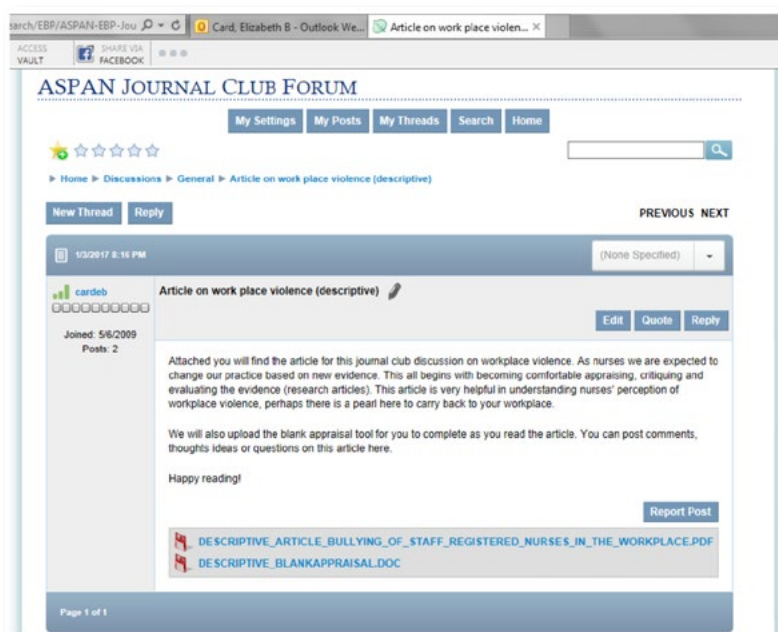 search/EBP/ASPAN-EBP-Jou
Card, Elizabeth B - Outlook We...
Article on work place violen...
ACCESS VAULT
SHARE VIA FACEBOOK
ASPAN JOURNAL CLUB FORUM
My Settings My Posts My Threads Search Home
Home Discussions General Article on work place violence (descriptive)
New Thread Reply
PREVIOUS NEXT
1/3/2017 8:16 PM
(None Specified)
cardeb
Article on work place violence (descriptive)
Edit Quote Reply
Joined: 5/6/2009
Posts: 2
Attached you will find the article for this journal club discussion on workplace violence. As nurses we are expected to
change our practice based on new evidence. This all begins with becoming comfortable appraising, critiquing and
evaluating the evidence (research articles). This article is very helpful in understanding nurses' perception of
workplace violence, perhaps there is a pearl here to carry back to your workplace.
We will also upload the blank appraisal tool for you to complete as you read the article. You can post comments,
thoughts ideas or questions on this article here.
Happy reading!
Report Post
DESCRIPTIVE_ARTICLE_BULLYING_OF_STAFF_REGISTERED_NURSES_IN_THE_WORKPLACE.PDF
DESCRIPTIVE_BLANKAPPRAISAL.DOC
Page 1 of 1